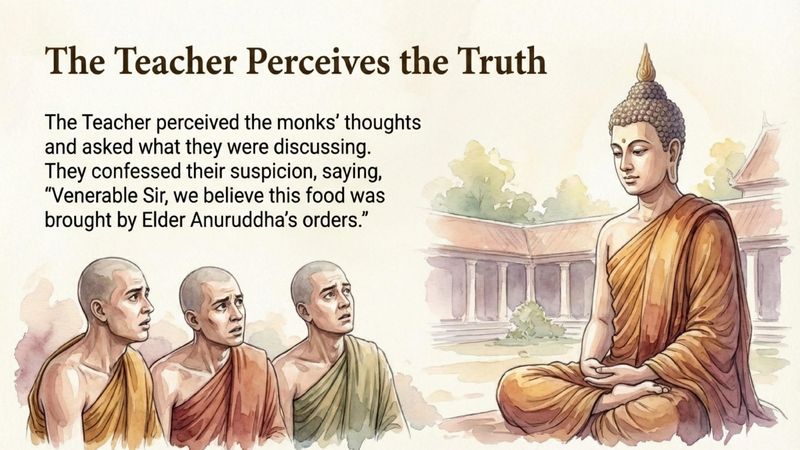 The Teacher Perceives the Truth
The Teacher perceived the monks’ thoughts
and asked what they were discussing.
They confessed their suspicion, saying,
“Venerable Sir, we believe this food was
brought by Elder Anuruddha’s orders.”